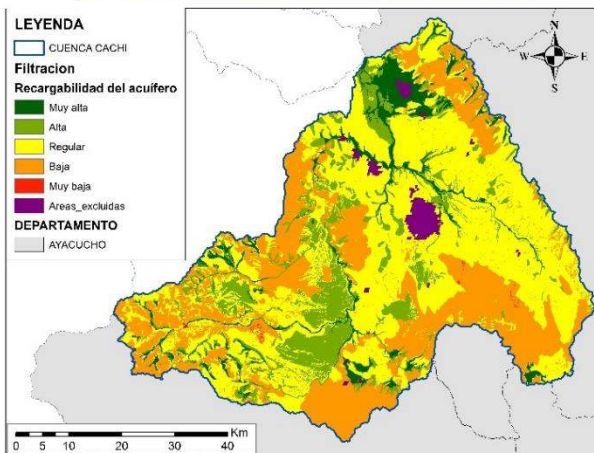 LEYENDA
CUENCA CACHI
Filtracion
Recargabilidad del acuífero
Muy alta
Alta
Regular
Baja
Muy baja
Areas_excluidas
DEPARTAMENTO
AYACUCHO
N
W E
S
Km
0 5 10 20 30 40